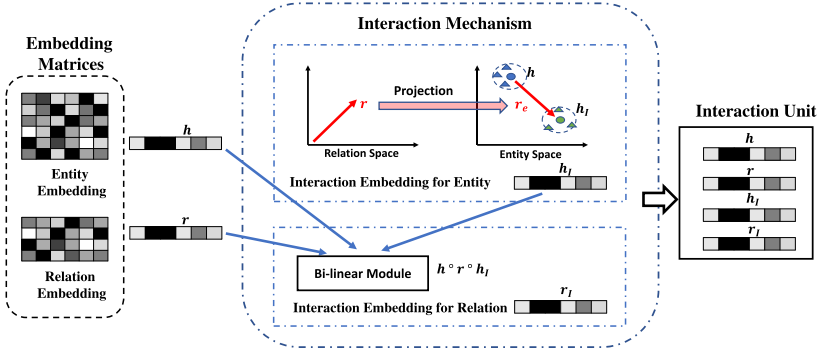 Embedding
Matrices
Entity
Embedding
Relation
Embedding
h
r
Interaction Mechanism
r
Relation Space
Projection
h
r_e
h_I
Entity Space
Interaction Embedding for Entity
h_I
Bi-linear Module
h ∘ r ∘ h_I
Interaction Embedding for Relation
r_I
Interaction Unit
h
r
h_I
r_I